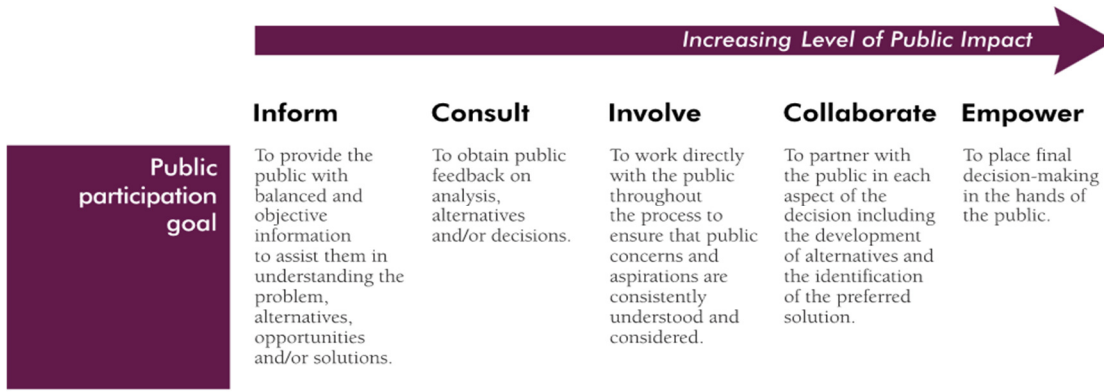 Increasing Level of Public Impact
Inform
Consult
Involve
Collaborate
Empower
Public
participation
goal
To provide the
public with
balanced and
objective
information
to assist them in
understanding the
problem,
alternatives,
opportunities
and/or solutions.
To obtain public
feedback on
analysis,
alternatives
and/or decisions.
To work directly
with the public
throughout
the process to
ensure that public
concerns and
aspirations are
consistently
understood and
considered.
To partner with
the public in each
aspect of the
decision including
the development
of alternatives and
the identification
of the preferred
solution.
To place final
decision-making
in the hands of
the public.